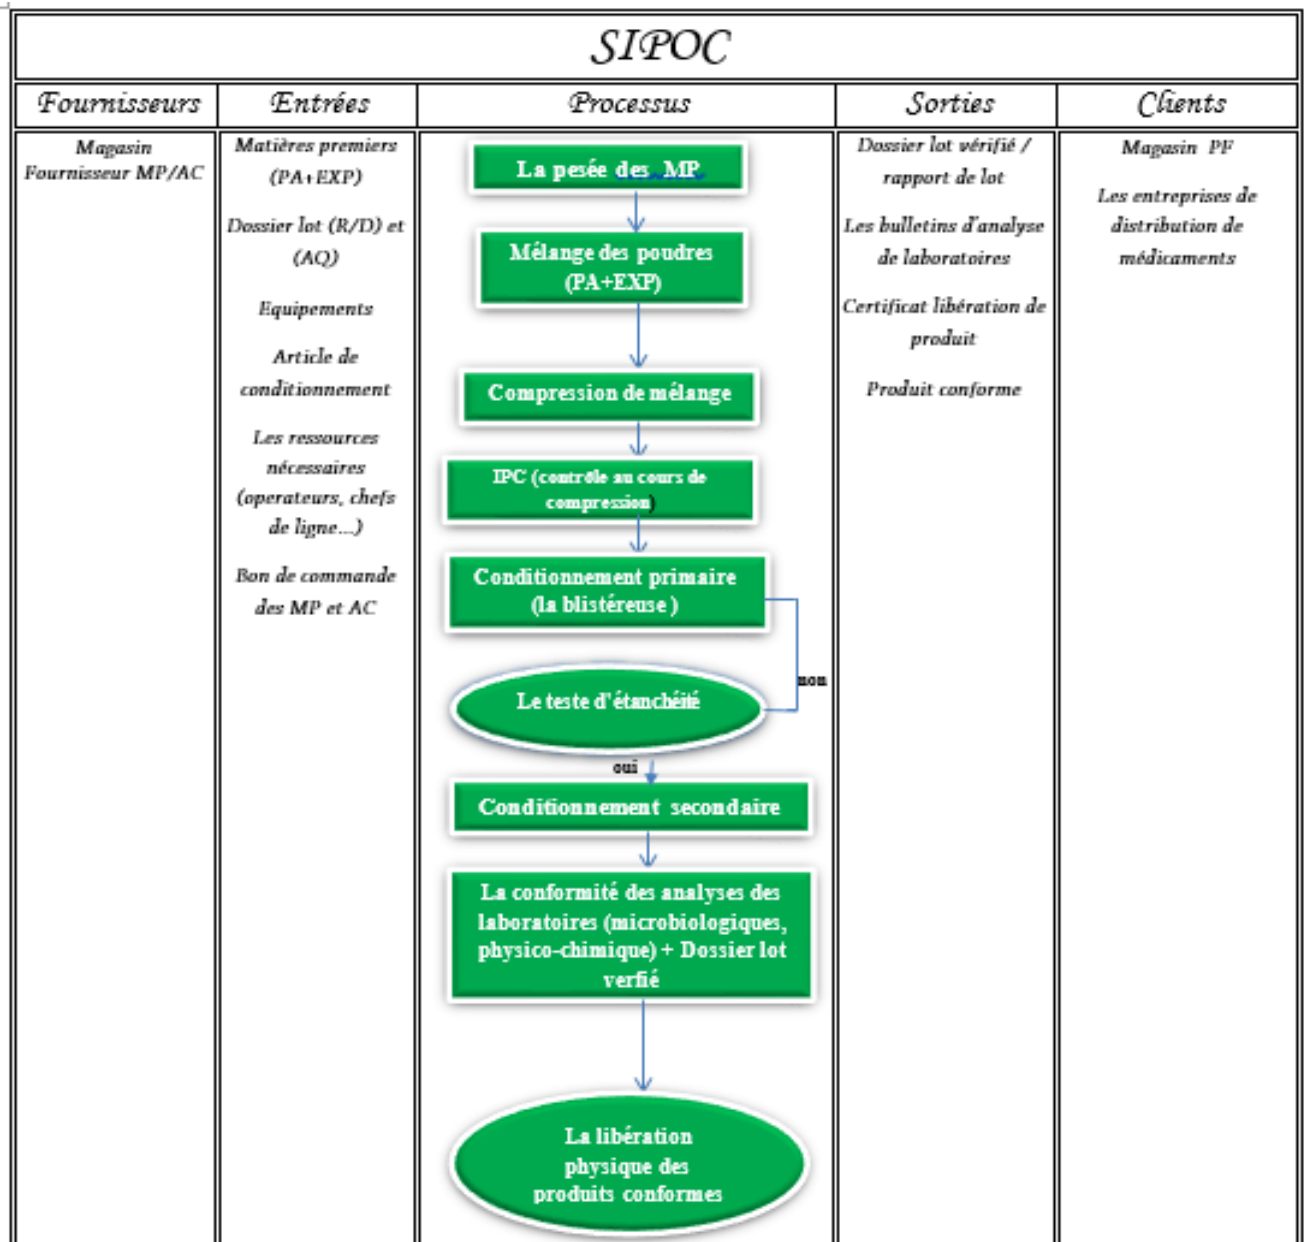 SIPOC
Fournisseurs
Entrées
Processus
Sorties
Clients
Magasin
Fournisseur MP/AC
Matières premiers
(PA+EXP)
Dossier lot (R/D) et
(AQ)
Equipements
Article de
conditionnement
Les ressources
nécessaires
(operateurs, chefs
de ligne...)
Bon de commande
des MP et AC
La pesée des MP
Mélange des poudres
(PA+EXP)
Compression de mélange
IPC (contrôle au cours de
compression)
Conditionnement primaire
(la blistéreuse )
non
Le teste d'étanchéité
oui
Conditionnement secondaire
La conformité des analyses des
laboratoires (microbiologiques,
physico-chimique) + Dossier lot
verfié
La libération
physique des
produits conformes
Dossier lot vérifié /
rapport de lot
Les bulletins d'analyse
de laboratoires
Certificat libération de
produit
Produit conforme
Magasin PF
Les entreprises de
distribution de
médicaments